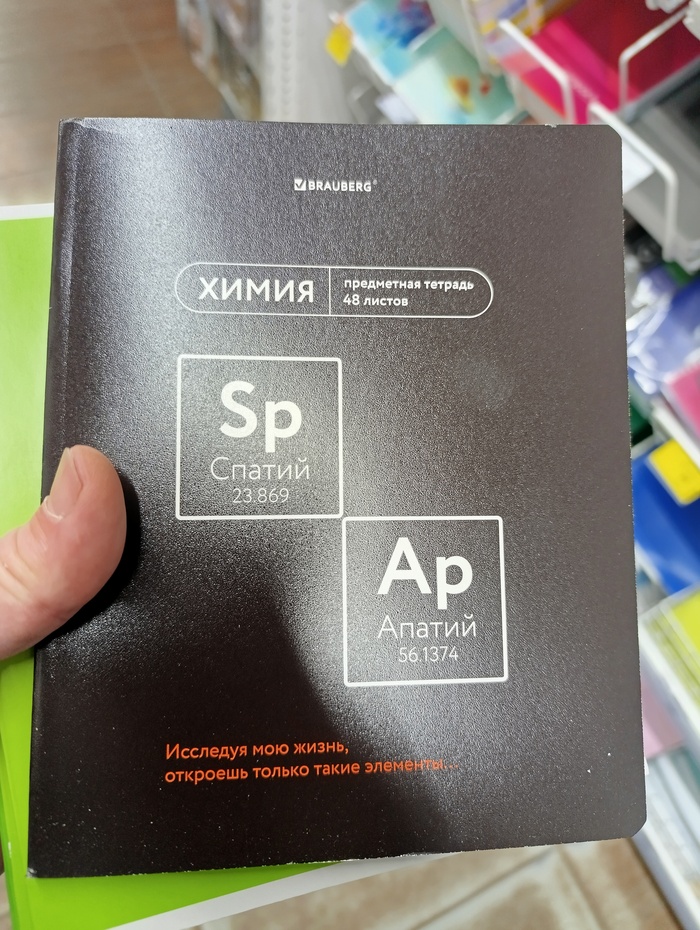 BRAUBERG®
ХИМИЯ
предметная тетрадь
48 листов
Sp
Спатий
23.869
Ap
Апатий
56.1374
Исследуя мою жизнь,
откроешь только такие элементы...